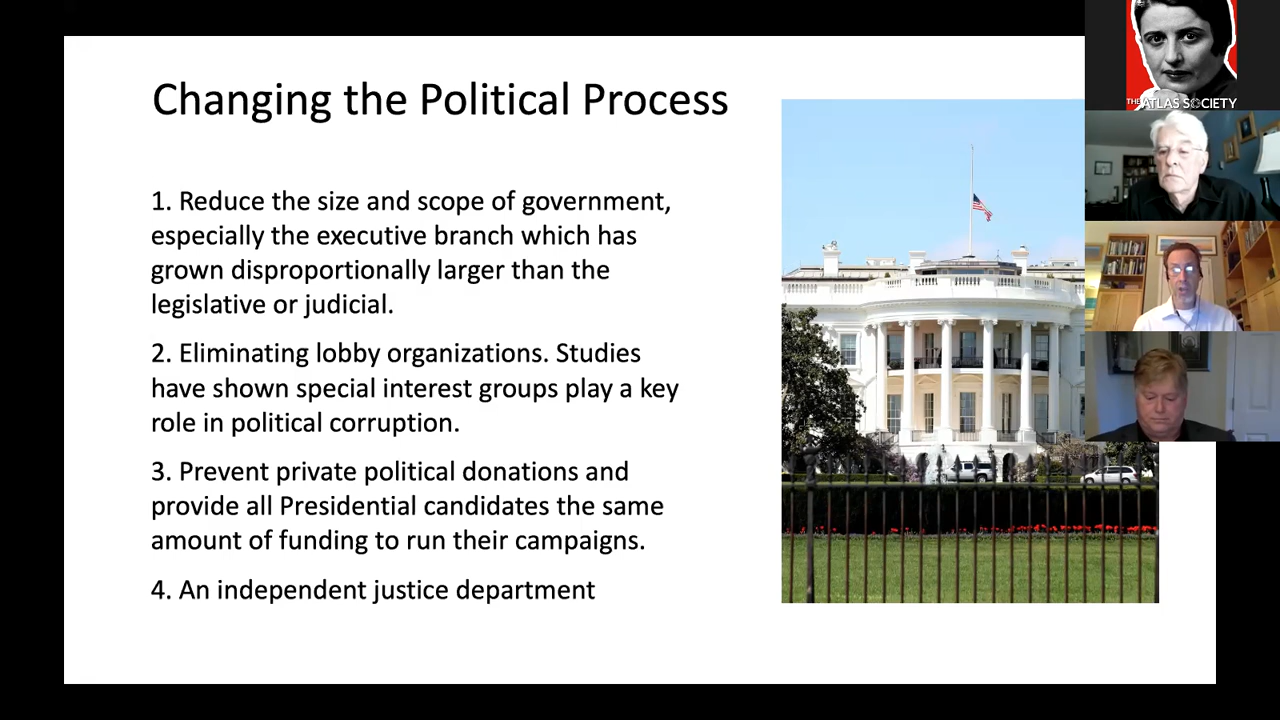 Changing the Political Process
1. Reduce the size and scope of government,
especially the executive branch which has
grown disproportionally larger than the
legislative or judicial.
2. Eliminating lobby organizations. Studies
have shown special interest groups play a key
role in political corruption.
3. Prevent private political donations and
provide all Presidential candidates the same
amount of funding to run their campaigns.
4. An independent justice department
THE ATLAS SOCIETY